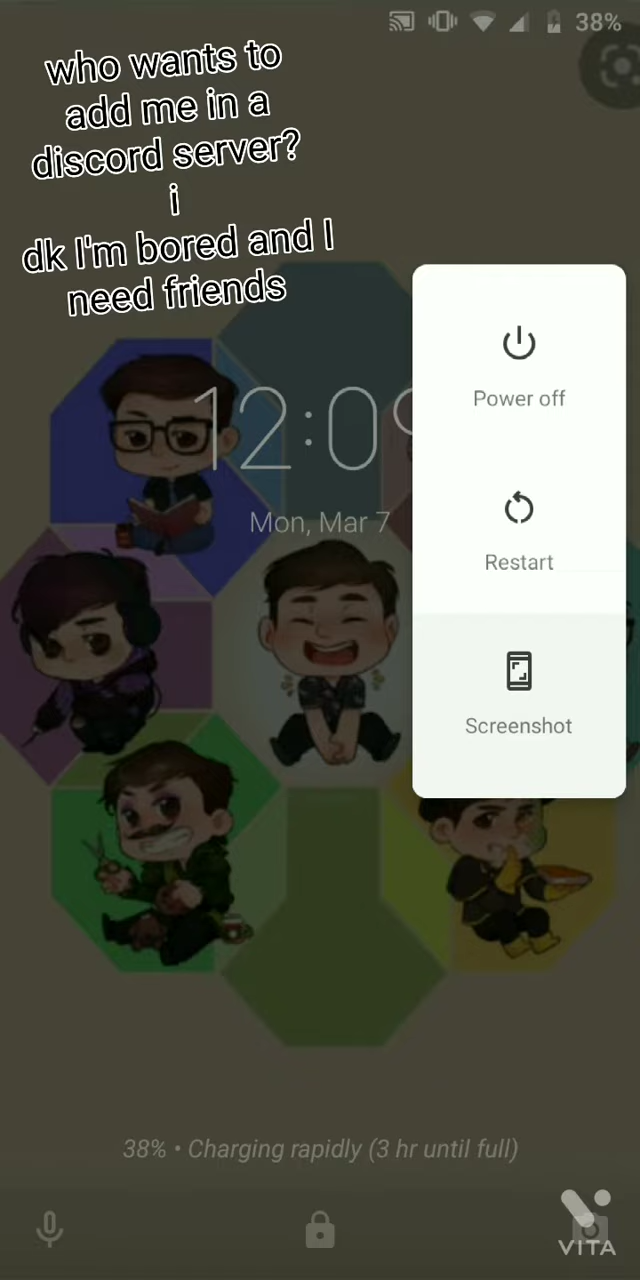 38%
who wants to
add me in a
discord server?
i
dk I'm bored and I
need friends
Power off
12:09
Mon, Mar 7
Restart
Screenshot
38% • Charging rapidly (3 hr until full)
VITA